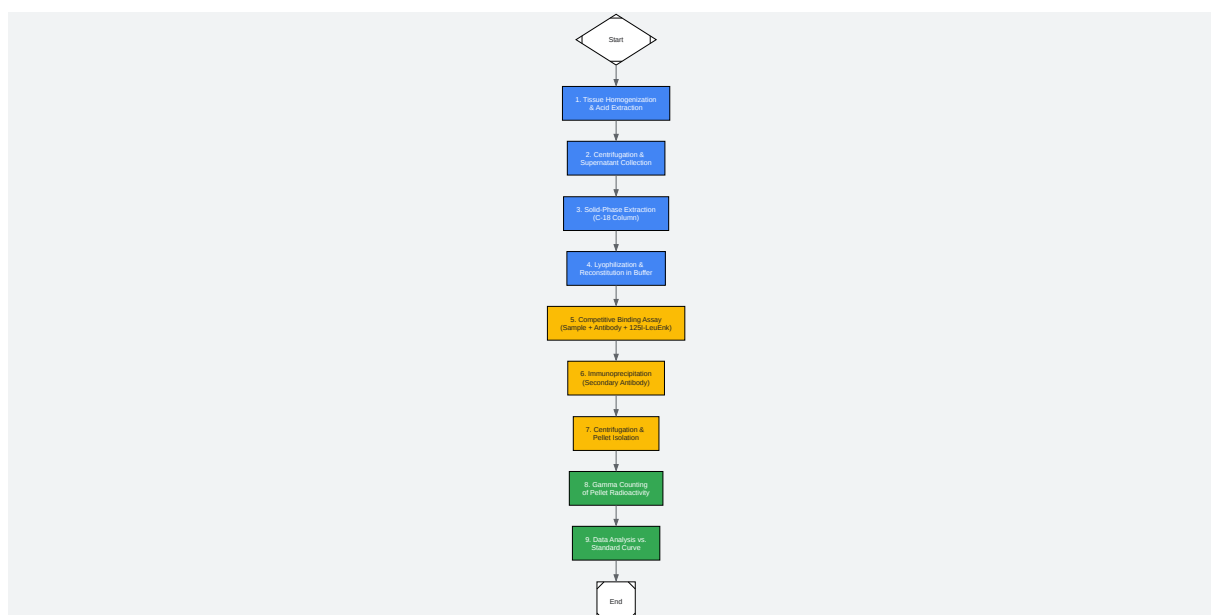 Start
1. Tissue Homogenization
& Acid Extraction
2. Centrifugation &
Supernatant Collection
3. Solid-Phase Extraction
(C-18 Column)
4. Lyophilization &
Reconstitution in Buffer
5. Competitive Binding Assay
(Sample + Antibody + 125I-LeuEnk)
6. Immunoprecipitation
(Secondary Antibody)
7. Centrifugation &
Pellet Isolation
8. Gamma Counting
of Pellet Radioactivity
9. Data Analysis vs.
Standard Curve
End